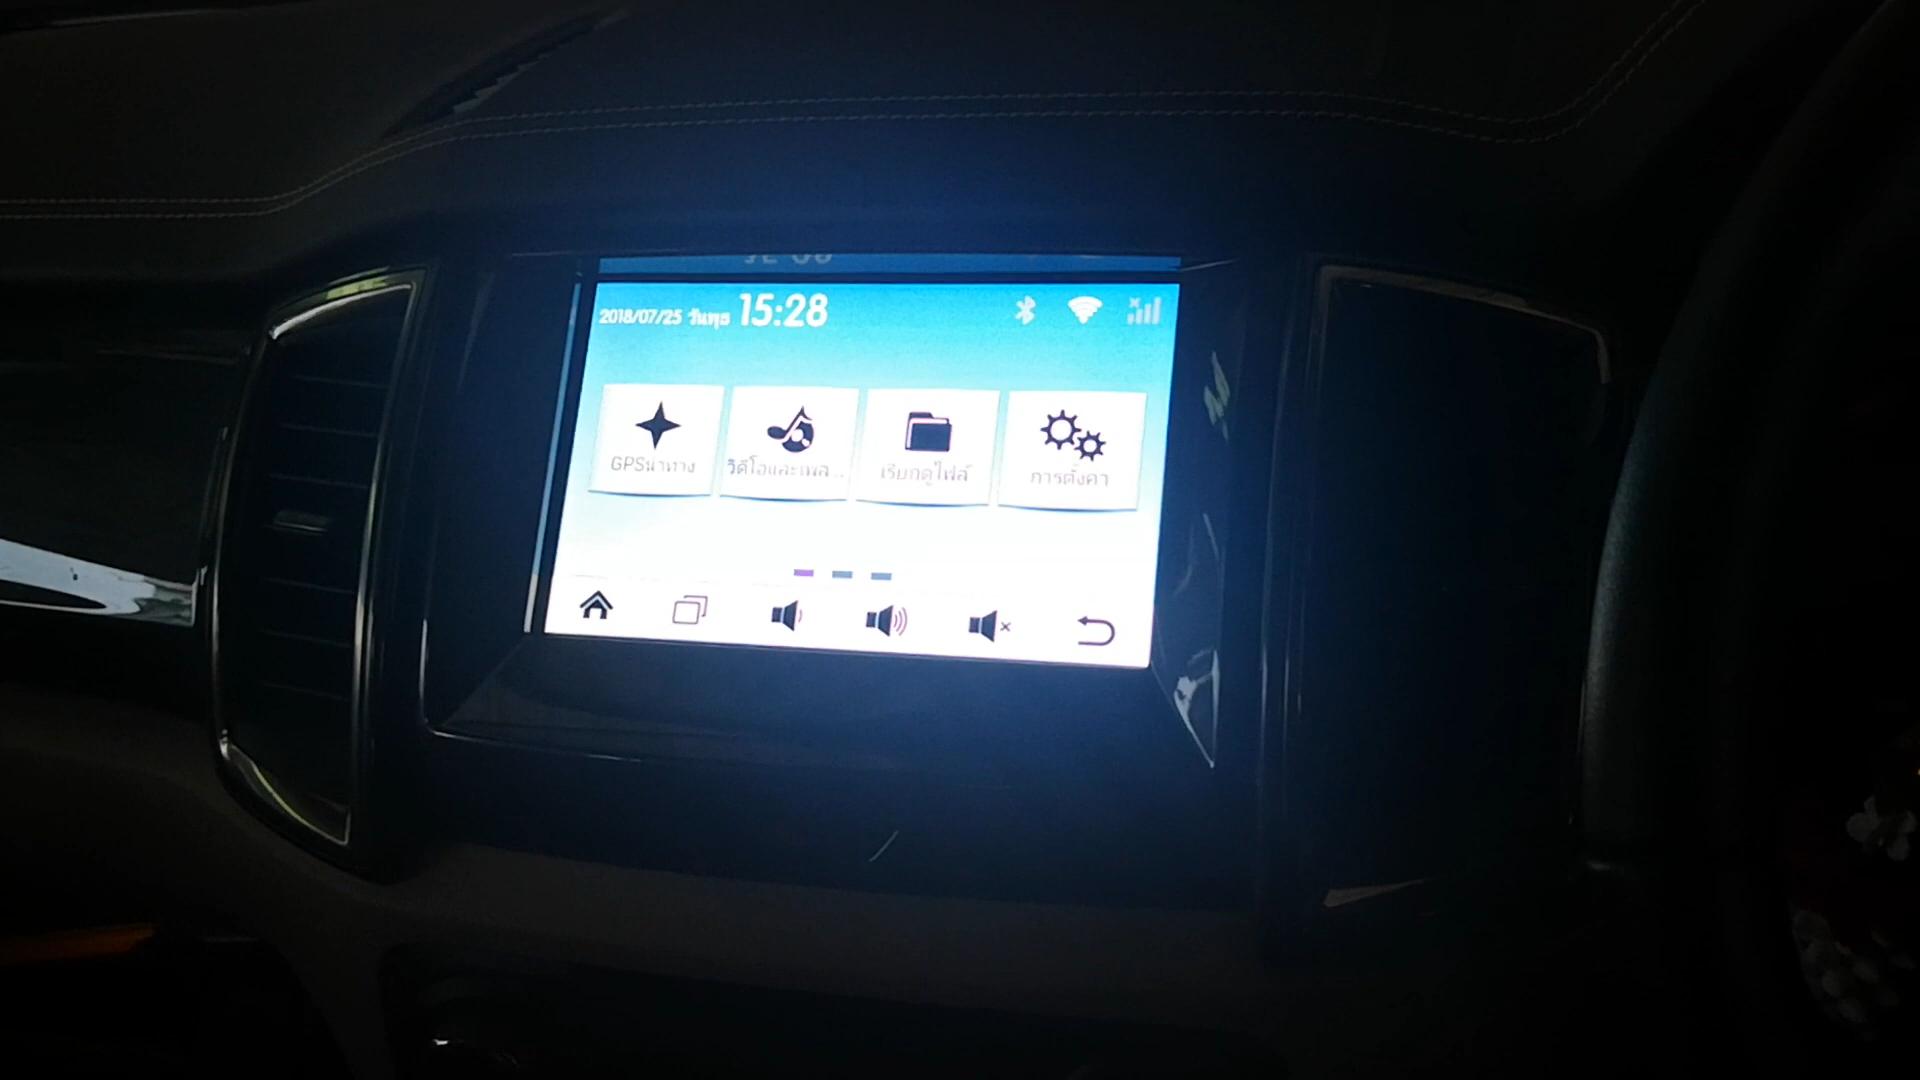 2018/07/25 วันพุธ 15:28
GPSนำทาง
วิดีโอและเพล...
เรียกดูไฟล์
การตั้งค่า